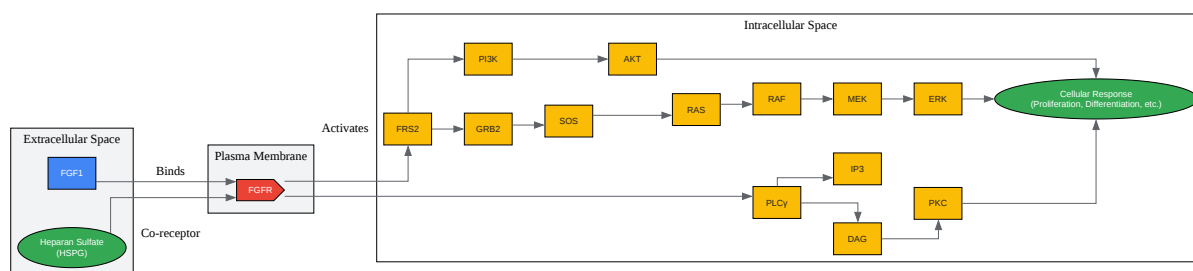 Extracellular Space
FGF1
Heparan Sulfate
(HSPG)
Binds
Co-receptor
Plasma Membrane
FGFR
Activates
Intracellular Space
FRS2
PI3K
AKT
GRB2
SOS
RAS
RAF
MEK
ERK
Cellular Response
(Proliferation, Differentiation, etc.)
PLCγ
IP3
DAG
PKC